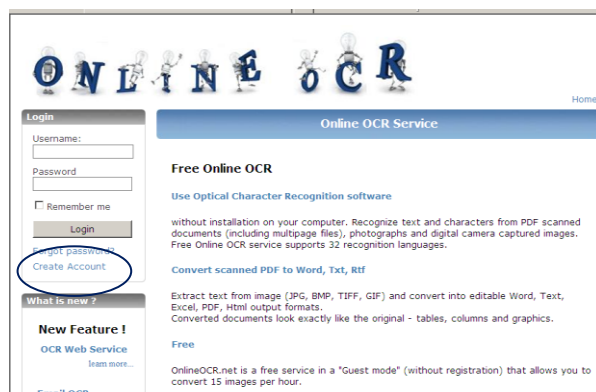 ONLINE OCR
Home
Login
Online OCR Service
Username:
Password
Remember me
Login
Forgot password?
Create Account
What is new ?
New Feature !
OCR Web Service
learn more...
Email OCR
Free Online OCR
Use Optical Character Recognition software
without installation on your computer. Recognize text and characters from PDF scanned
documents (including multipage files), photographs and digital camera captured images.
Free Online OCR service supports 32 recognition languages.
Convert scanned PDF to Word, Txt, Rtf
Extract text from image (JPG, BMP, TIFF, GIF) and convert into editable Word, Text,
Excel, PDF, Html output formats.
Converted documents look exactly like the original - tables, columns and graphics.
Free
OnlineOCR.net is a free service in a "Guest mode" (without registration) that allows you to
convert 15 images per hour.